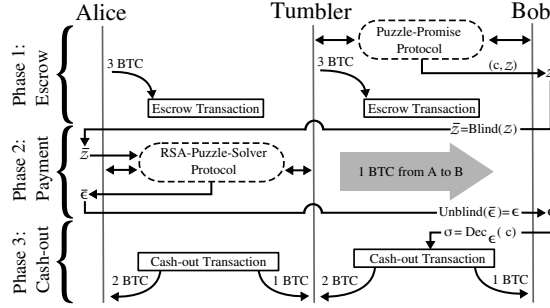 Alice
Tumbler
Bob
Phase 1:
Escrow
Puzzle-Promise
Protocol
(c, z)
z
3 BTC
3 BTC
Escrow Transaction
Escrow Transaction
z̄=Blind(z)
Phase 2:
Payment
z̄
RSA-Puzzle-Solver
Protocol
1 BTC from A to B
ϵ̄
Unblind(ϵ̄)= ϵ
ϵ
Phase 3:
Cash-out
σ=Decϵ( c)
Cash-out Transaction
Cash-out Transaction
2 BTC
1 BTC
2 BTC
1 BTC